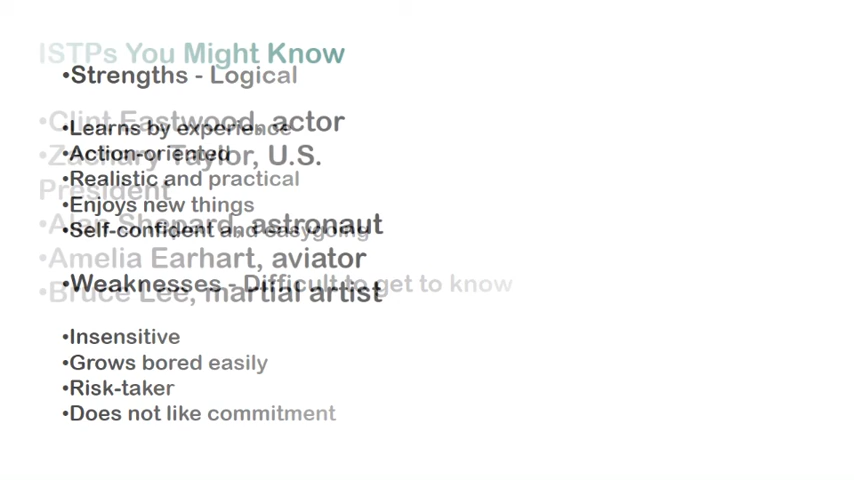 ISTPs You Might Know
•Strengths - Logical
•Clint Eastwood, actor
•Learns by experience
•Action-oriented
•Zachary Taylor, U.S.
•Realistic and practical
President
•Enjoys new things
•Alan Shepard, astronaut
•Self-confident and easygoing
•Amelia Earhart, aviator
•Weaknesses - Difficult to get to know
•Bruce Lee, martial artist
•Insensitive
•Grows bored easily
•Risk-taker
•Does not like commitment